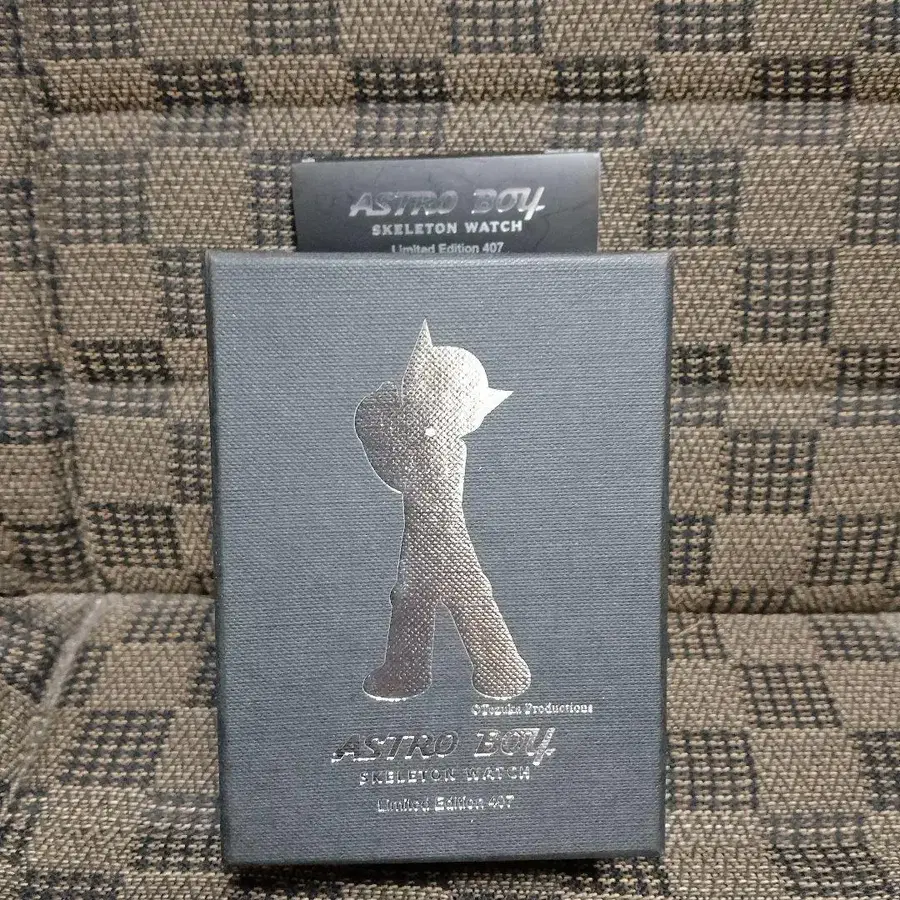 ASTRO BOY
SKELETON WATCH
Limited Edition 407
©Tezuka Productions
ASTRO BOY
SKELETON WATCH
Limited Edition 407